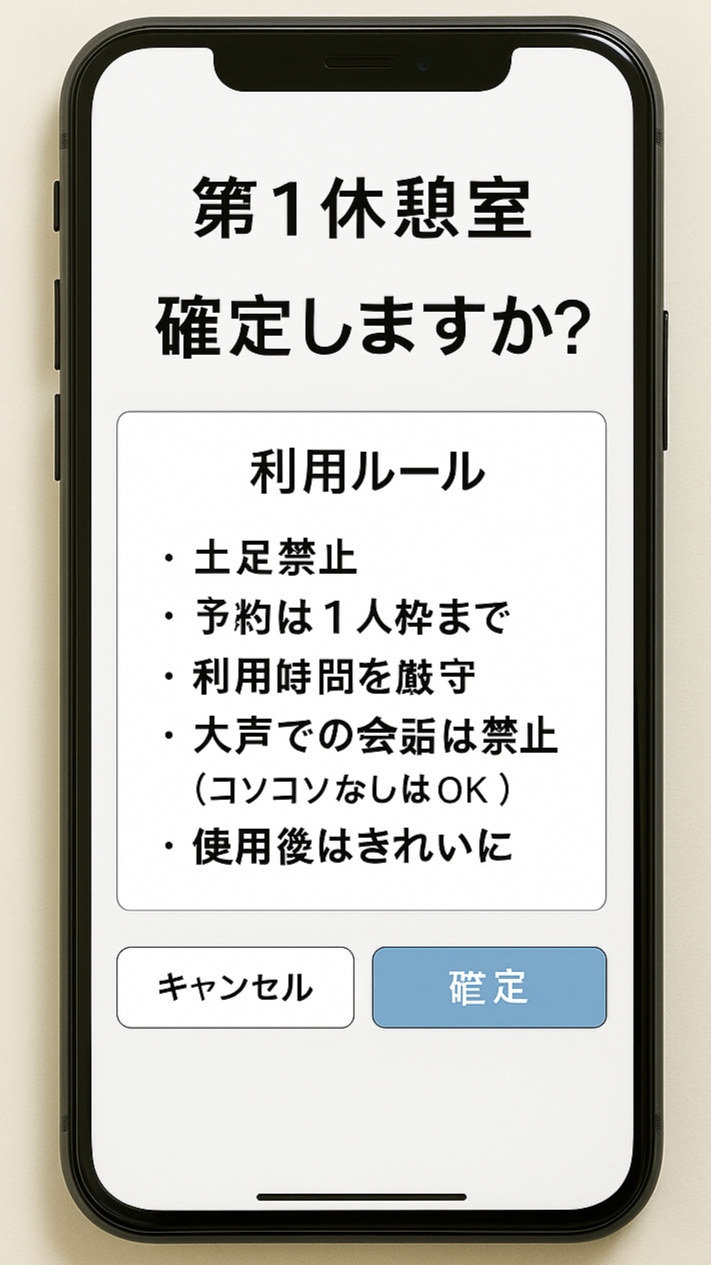 第1休憩室
確定しますか?
利用ルール
・土足禁止
・予約は1人枠まで
・利用時間を厳守
・大声での会話は禁止
(コソコソなしはOK)
・使用後はきれいに
キャンセル
確定